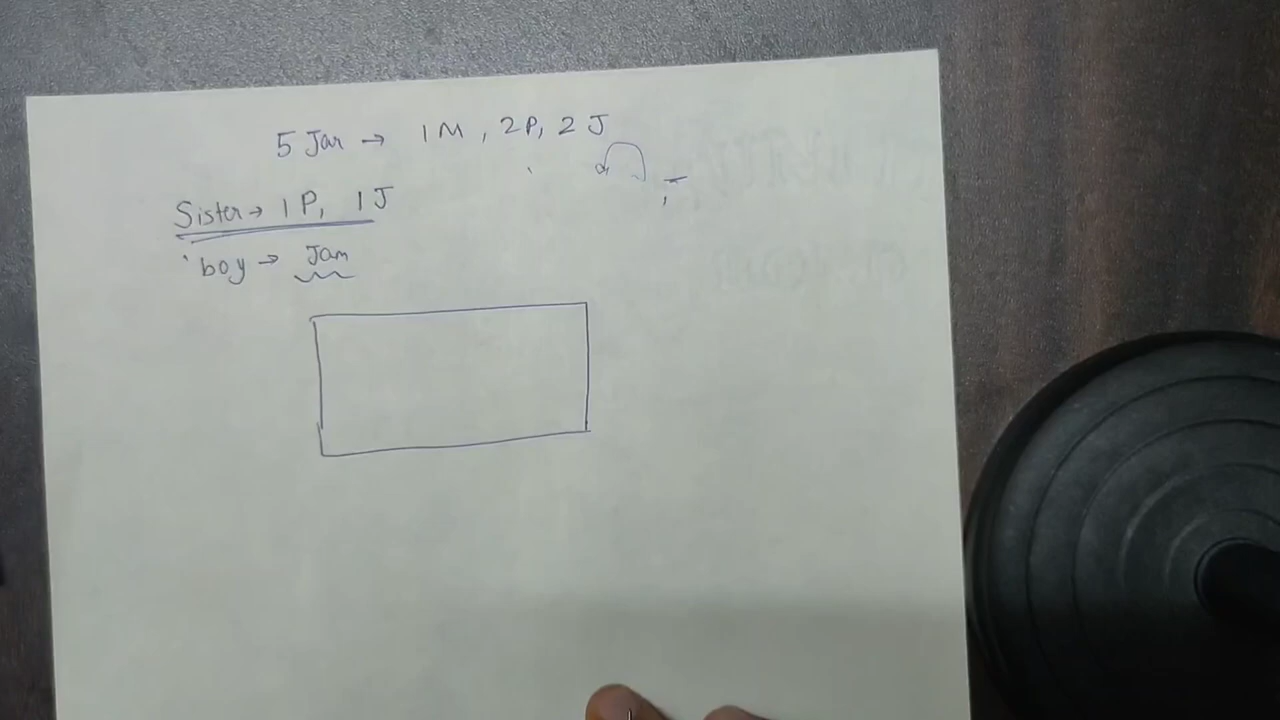 5 Jar → 1M, 2P, 2J
Sister → 1P, 1J
boy → Jam